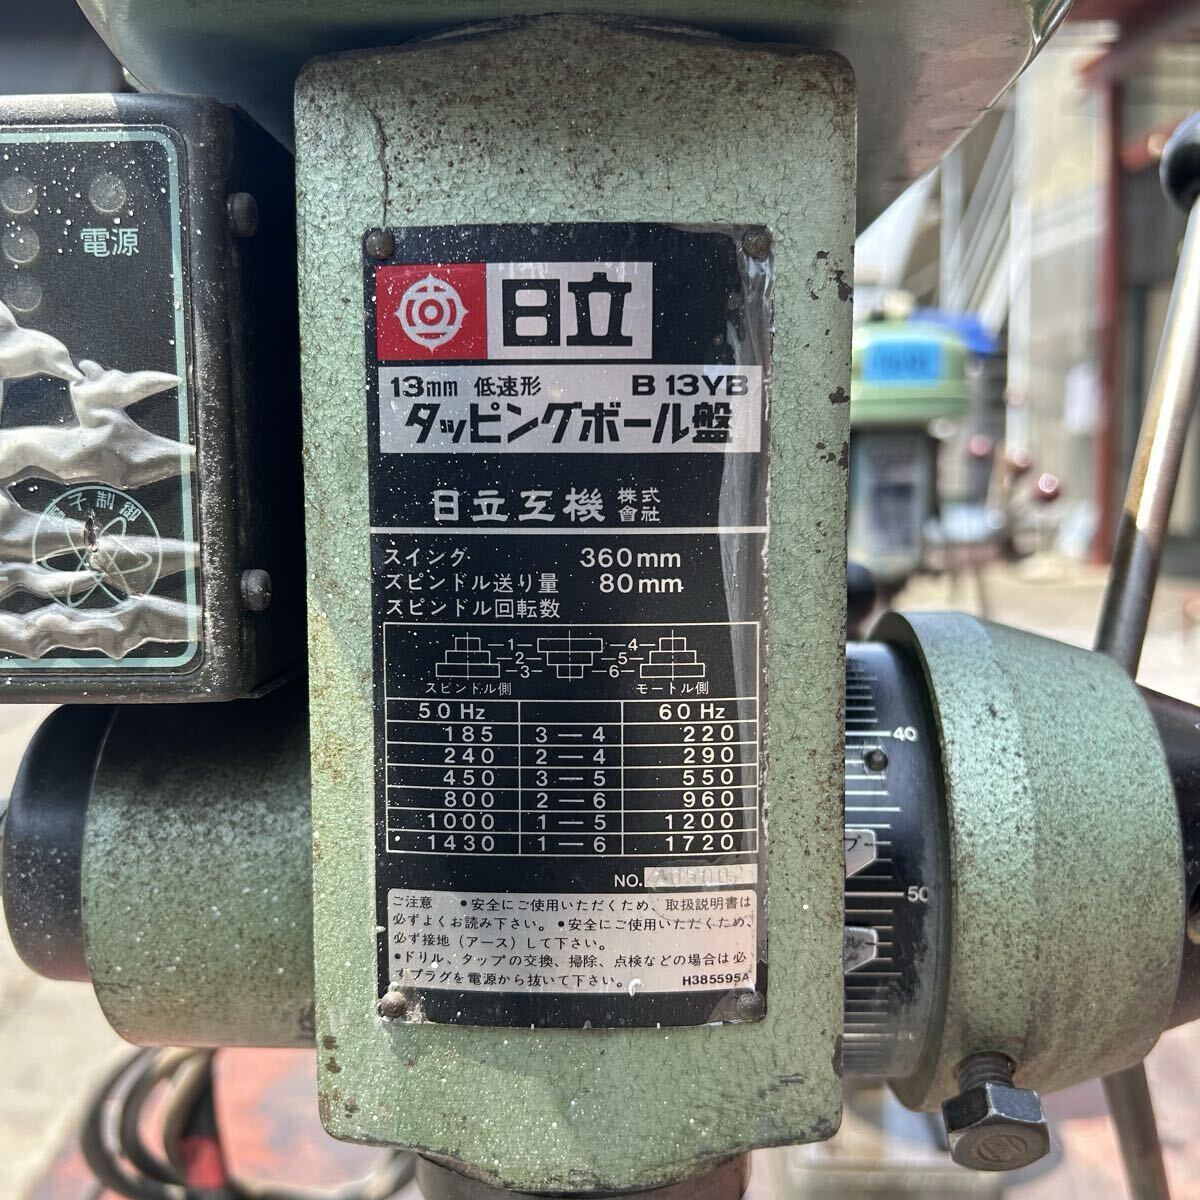 電源
電子制御
日立
13mm 低速形 B 13YB
タッピングボール盤
日立工機 株式會社
スイング 360mm
スピンドル送り量 80mm
スピンドル回転数
1 4
2 5
3 6
スピンドル側 モートル側
50 Hz 60 Hz
185 3—4 220
240 2—4 290
450 3—5 550
800 2—6 960
1000 1—5 1200
1430 1—6 1720
NO.
ご注意 •安全にご使用いただくため、取扱説明書は
必ずよくお読み下さい。•安全にご使用いただくため、
必ず接地(アース)して下さい。
•ドリル、タップの交換、掃除、点検などの場合は必
ずプラグを電源から抜いて下さい。 H385595A
40
50